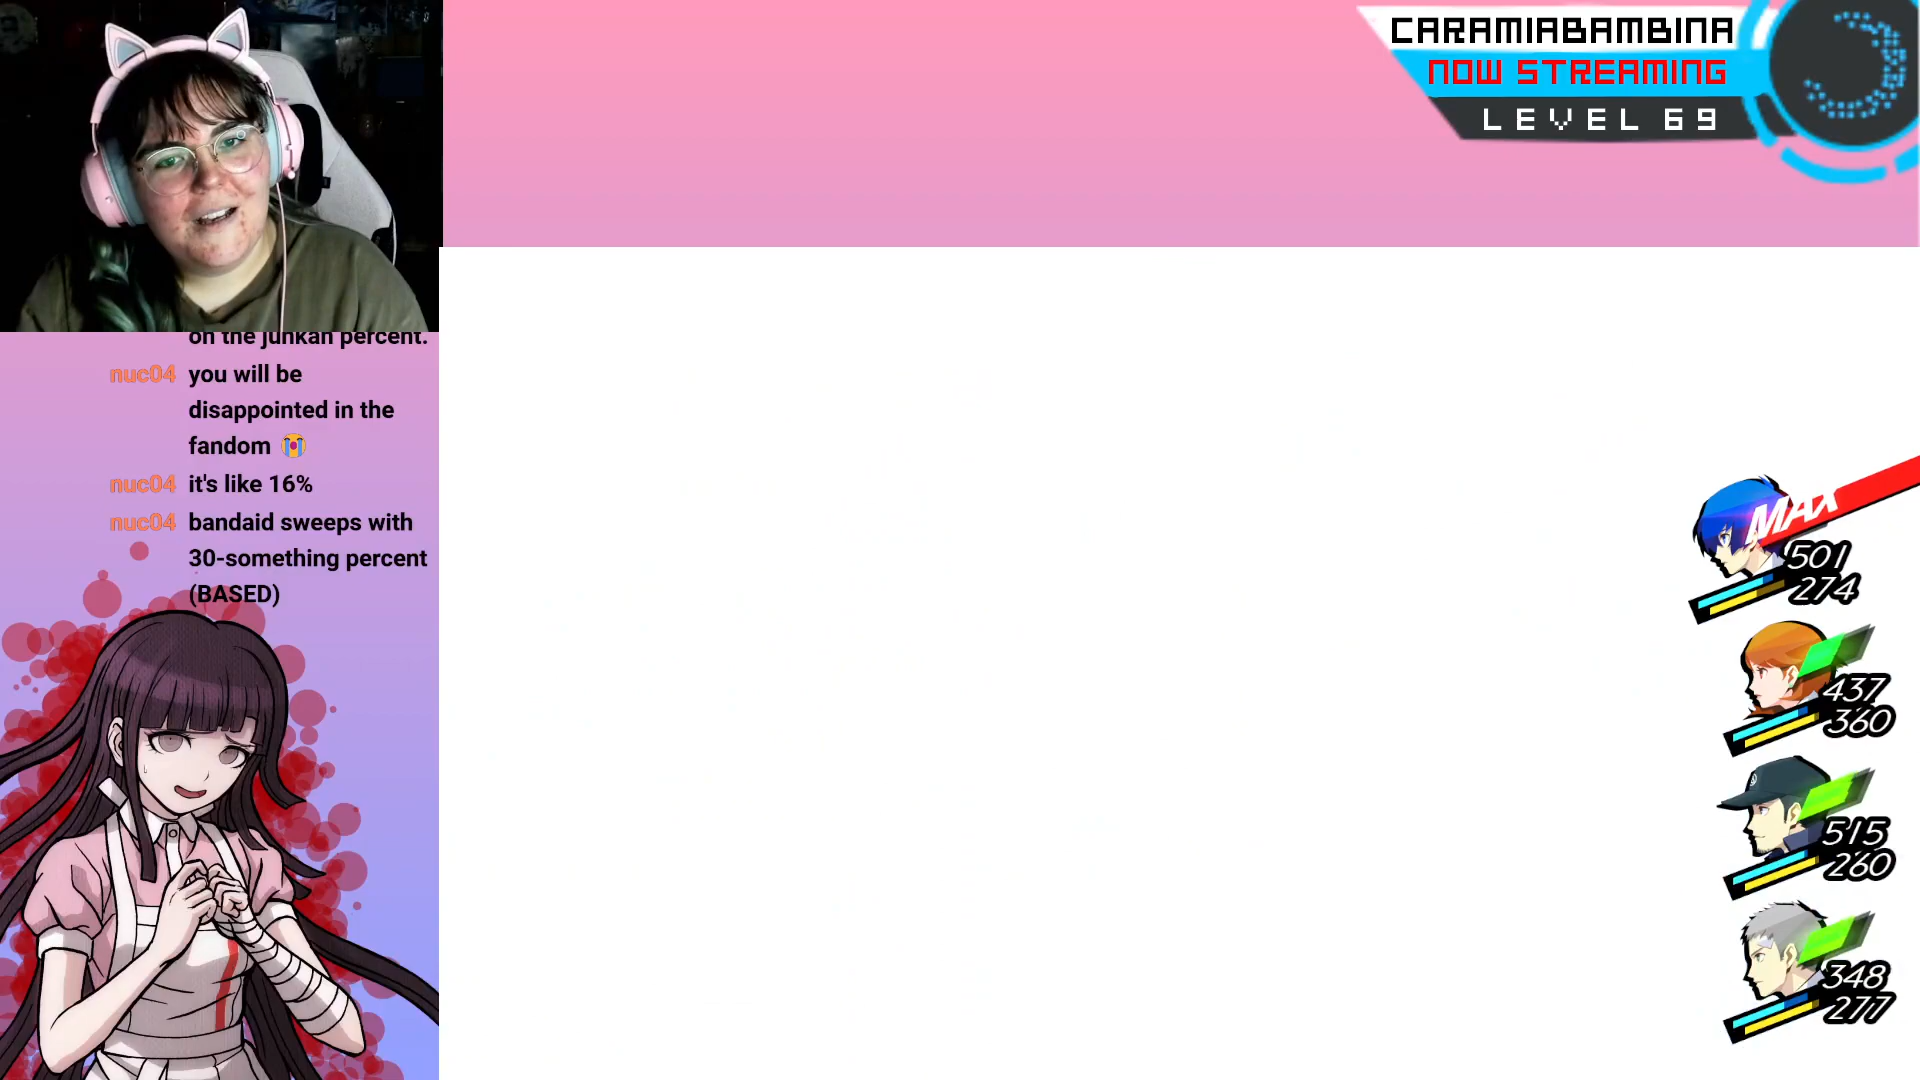 CARAMIABAMBINA
NOW STREAMING
LEVEL 69
on the junkan percent.
nuc04 you will be
disappointed in the
fandom 😭
nuc04 it's like 16%
nuc04 bandaid sweeps with
30-something percent
(BASED)
MAX
501
274
437
360
515
260
348
277